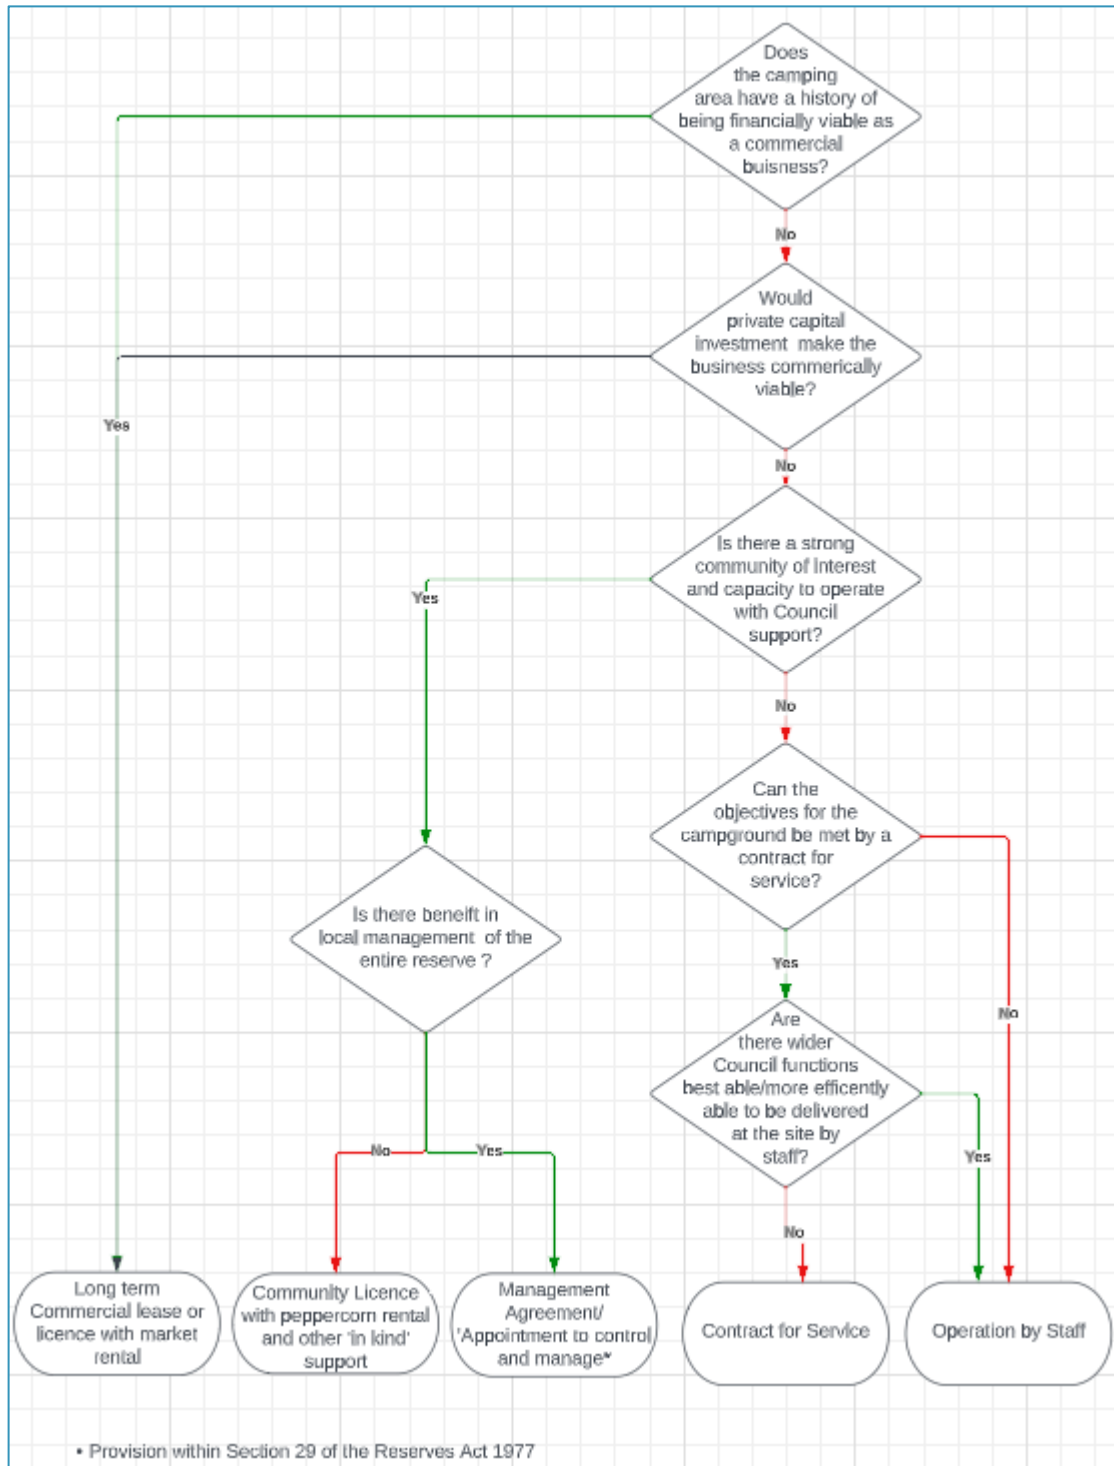 Does
the camping
area have a history of
being financially viable as
a commercial
buisness?
No
Would
private capital
investment make the
business commerically
viable?
Yes
No
Is there a strong
community of interest
and capacity to operate
with Council
support?
Yes
No
Can the
objectives for the
campground be met by a
contract for
service?
Is there beneift in
local management of the
entire reserve ?
Yes
No
Are
there wider
Council functions
best able/more efficently
able to be delivered
at the site by
staff?
No
Yes
Yes
No
Long term
Commercial lease or
licence with market
rental
Community Licence
with peppercorn rental
and other 'in kind'
support
Management
Agreement/
'Appointment to control
and manage*'
Contract for Service
Operation by Staff
• Provision within Section 29 of the Reserves Act 1977